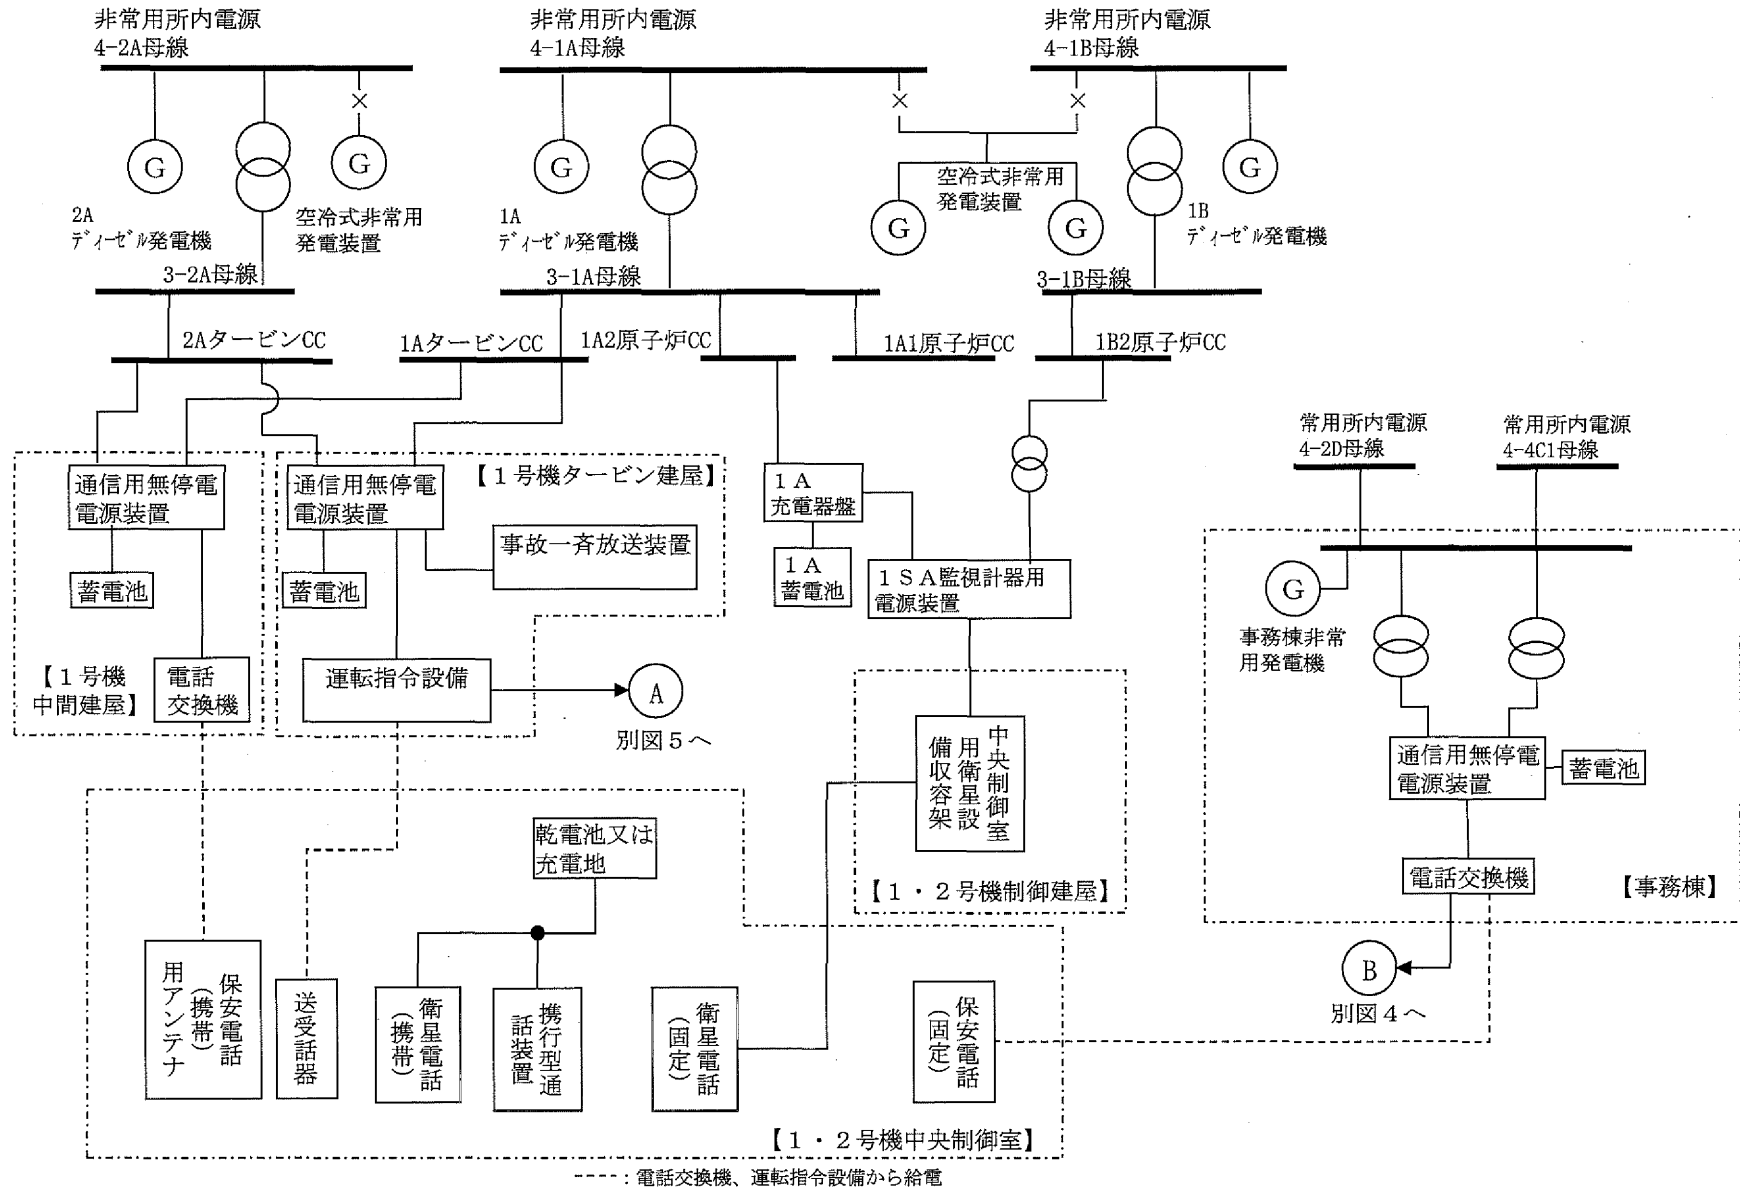 非常用所内電源
4-2A母線
非常用所内電源
4-1A母線
非常用所内電源
4-1B母線
×
×
×
G
G
G
G
G
G
G
2A
ディーゼル発電機
空冷式非常用
発電装置
1A
ディーゼル発電機
空冷式非常用
発電装置
1B
ディーゼル発電機
3-2A母線
3-1A母線
3-1B母線
2AタービンCC
1AタービンCC
1A2原子炉CC
1A1原子炉CC
1B2原子炉CC
常用所内電源
4-2D母線
常用所内電源
4-4C1母線
通信用無停電
電源装置
通信用無停電
電源装置
【1号機タービン建屋】
1A
充電器盤
事故一斉放送装置
蓄電池
蓄電池
1A
蓄電池
1SA監視計器用
電源装置
G
事務棟非常
用発電機
【1号機
中間建屋】
電話
交換機
運転指令設備
A
別図5へ
中央制御室
用衛星設
備収容架
通信用無停電
電源装置
蓄電池
乾電池又は
充電地
【1・2号機制御建屋】
電話交換機
【事務棟】
B
別図4へ
保安電話
(携帯)
用アンテナ
送受話器
衛星電話
(携帯)
携行型通
話装置
衛星電話
(固定)
保安電話
(固定)
【1・2号機中央制御室】
----:電話交換機、運転指令設備から給電